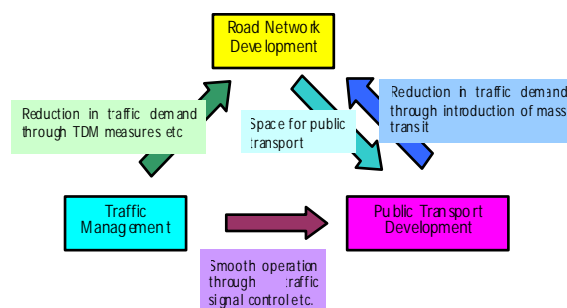 Road Network
Development
Reduction in traffic demand
through TDM measures etc
Space for public
transport
Reduction in traffic demand
through introduction of mass
transit
Traffic
Management
Public Transport
Development
Smooth operation
through traffic
signal control etc.